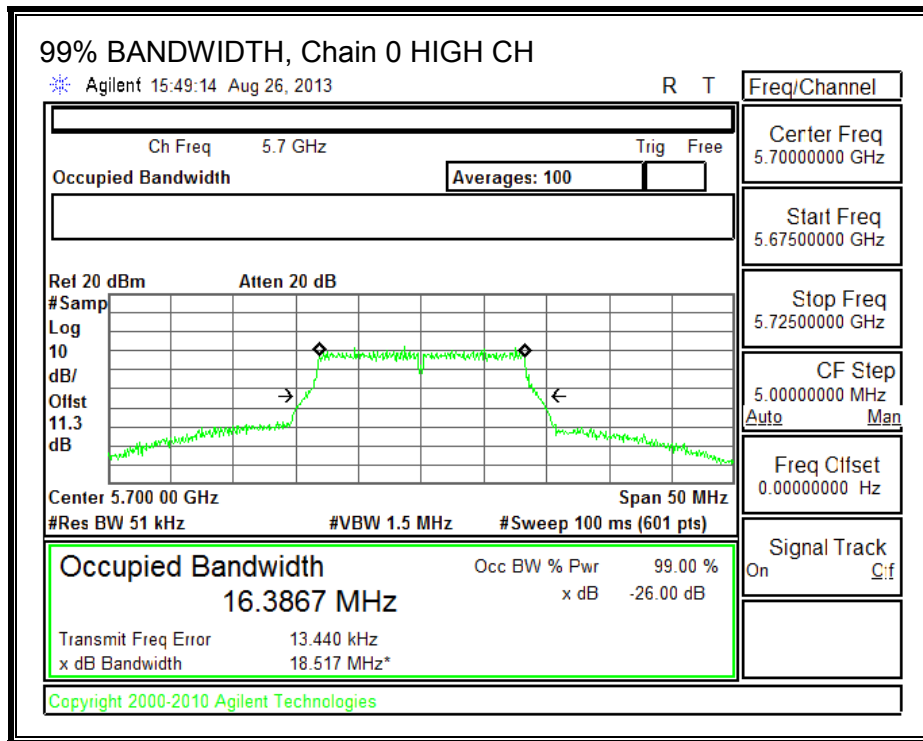 99% BANDWIDTH, Chain 0 HIGH CH
Agilent 15:49:14 Aug 26, 2013 R T
Freq/Channel
Ch Freq 5.7 GHz Trig Free
Occupied Bandwidth Averages: 100
Center Freq
5.70000000 GHz
Start Freq
5.67500000 GHz
Stop Freq
5.72500000 GHz
CF Step
5.00000000 MHz
Auto Man
Freq Offset
0.00000000 Hz
Signal Track
On Off
Ref 20 dBm Atten 20 dB
#Samp
Log
10
dB/
Offst
11.3
dB
Center 5.700 00 GHz Span 50 MHz
#Res BW 51 kHz #VBW 1.5 MHz #Sweep 100 ms (601 pts)
Occupied Bandwidth
16.3867 MHz
Occ BW % Pwr 99.00 %
x dB -26.00 dB
Transmit Freq Error 13.440 kHz
x dB Bandwidth 18.517 MHz*
Copyright 2000-2010 Agilent Technologies